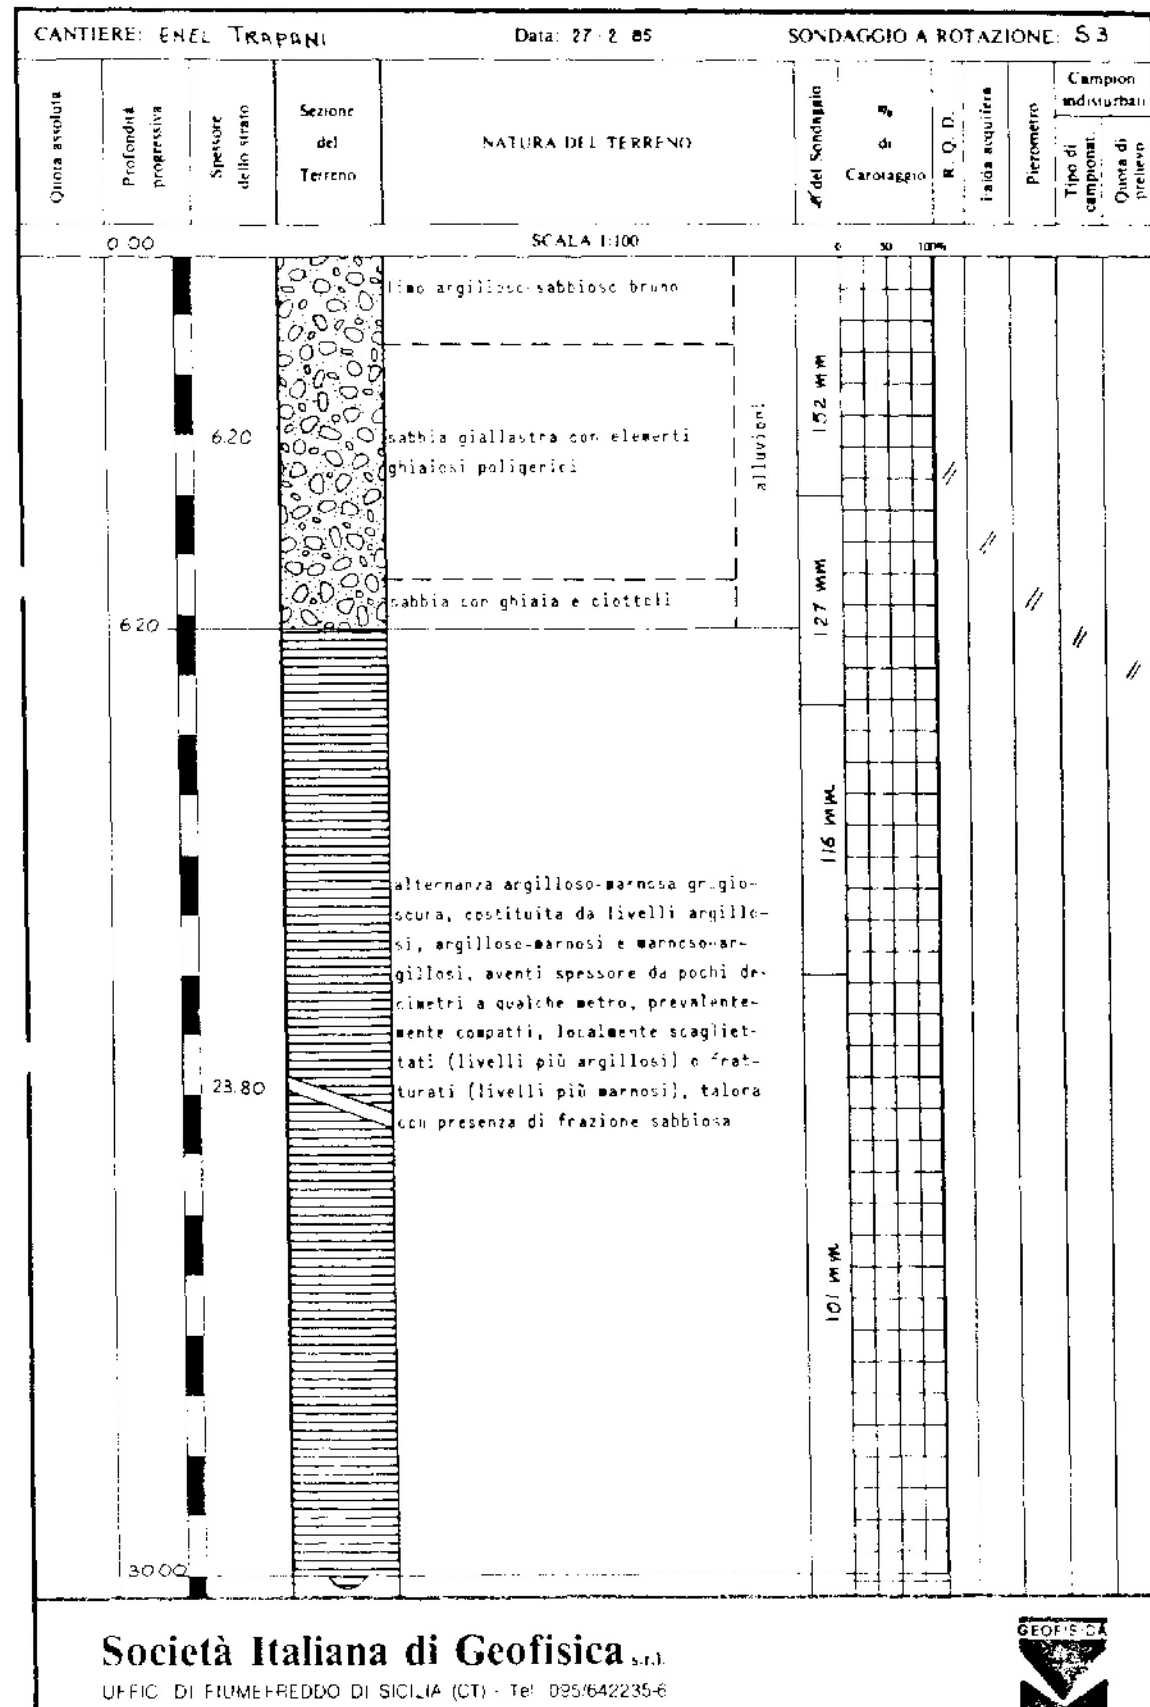 CANTIERE: ENEL TRAPANI
Data: 27·2 85
SONDAGGIO A ROTAZIONE: S3
Quota assoluta
Profondità progressiva
Spessore dello strato
Sezione
del
Terreno
NATURA DEL TERRENO
del Sondaggio
%
di
Carotaggio
R. Q. D.
Falda acquifera
Piezometro
Campioni
indisturbati
Tipo di campionat.
Quota di prelievo
0.00
SCALA 1:100
0 50 100%
limo argilloso-sabbioso bruno
152 mm
6.20
sabbia giallastra con elementi
ghiaiosi poligenici
alluvioni
127 mm
sabbia con ghiaia e ciottoli
6.20
116 mm
alternanza argilloso-marnosa grigio-
scura, costituita da livelli argillo-
si, argilloso-marnosi e marnoso-ar-
gillosi, aventi spessore da pochi de-
cimetri a qualche metro, prevalente-
mente compatti, localmente scagliet-
tati (livelli più argillosi) o frat-
23.80
turati (livelli più marnosi), talora
con presenza di frazione sabbiosa
101 mm
30.00
Società Italiana di Geofisica s.r.l.
UFFIC. DI FIUMEFREDDO DI SICILIA (CT) - Tel. 095/642235-6
GEOFISICA